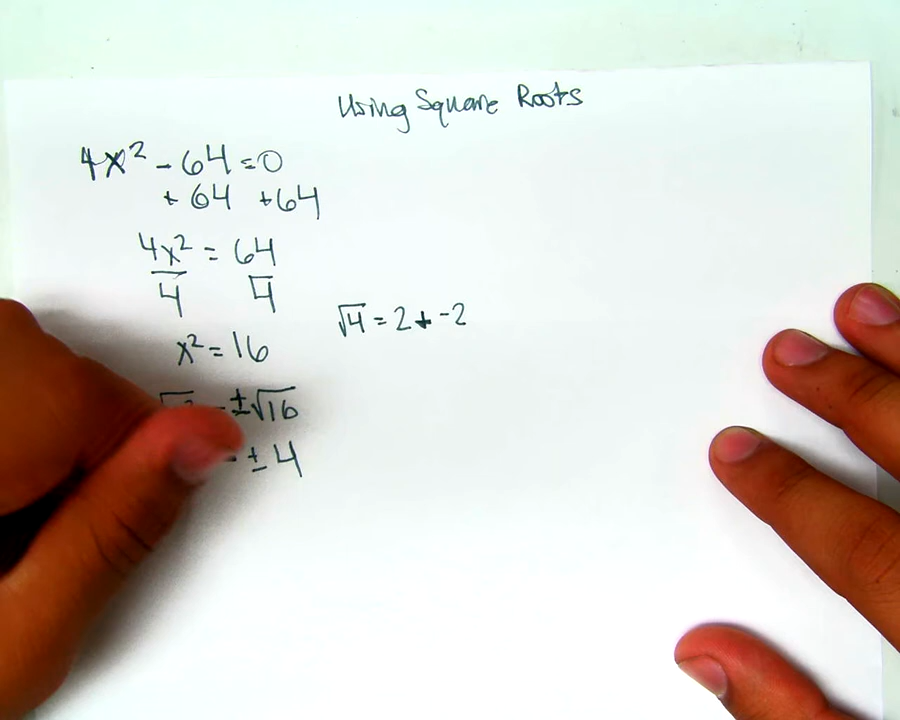 Using Square Roots
4x² - 64 = 0
+ 64 +64
4x² = 64
4 4
x² = 16
√4 = 2 + -2
±√16
± 4